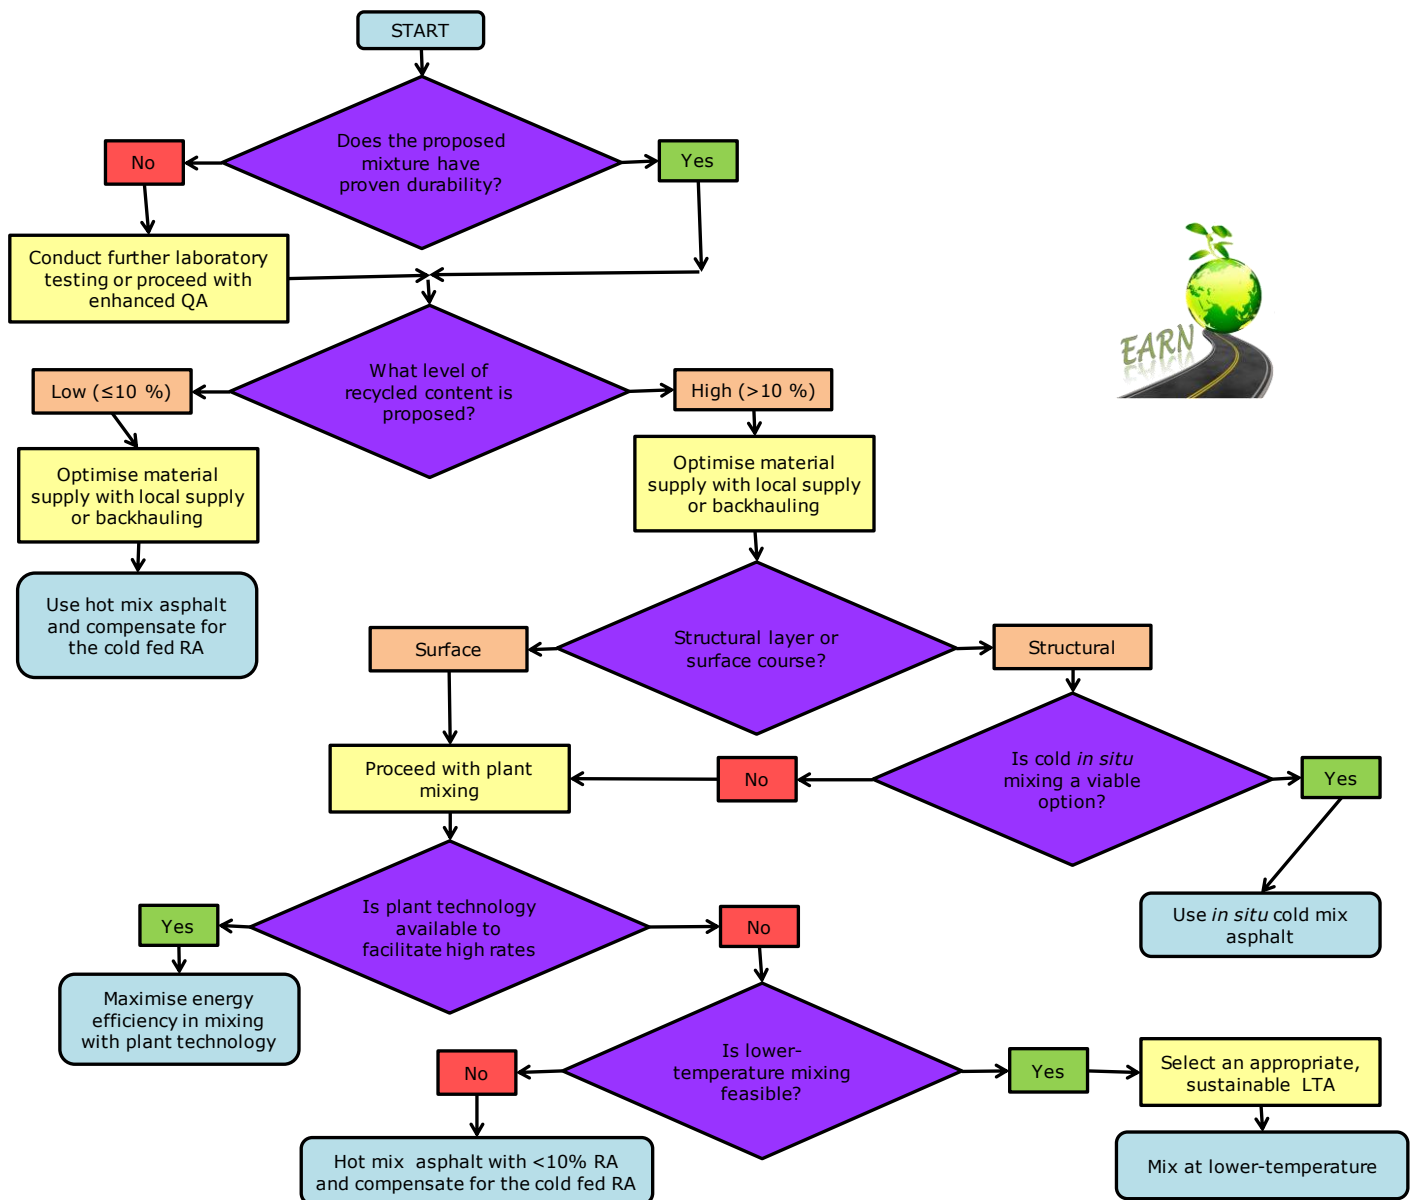 START
Does the proposed
mixture have
proven durability?
No
Yes
Conduct further laboratory
testing or proceed with
enhanced QA
EARN
What level of
recycled content is
proposed?
Low (≤10 %)
High (>10 %)
Optimise material
supply with local supply
or backhauling
Optimise material
supply with local supply
or backhauling
Use hot mix asphalt
and compensate for
the cold fed RA
Structural layer or
surface course?
Surface
Structural
Proceed with plant
mixing
No
Is cold in situ
mixing a viable
option?
Yes
Is plant technology
available to
facilitate high rates
Yes
No
Use in situ cold mix
asphalt
Maximise energy
efficiency in mixing
with plant technology
Is lower-
temperature mixing
feasible?
No
Yes
Select an appropriate,
sustainable LTA
Hot mix asphalt with <10% RA
and compensate for the cold fed RA
Mix at lower-temperature